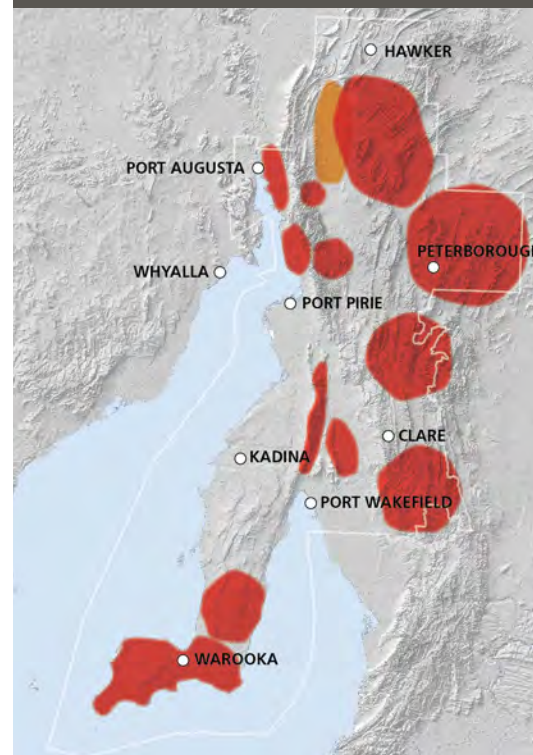 HAWKER
PORT AUGUSTA
PETERBOROUGH
WHYALLA
PORT PIRIE
CLARE
KADINA
PORT WAKEFIELD
WAROOKA